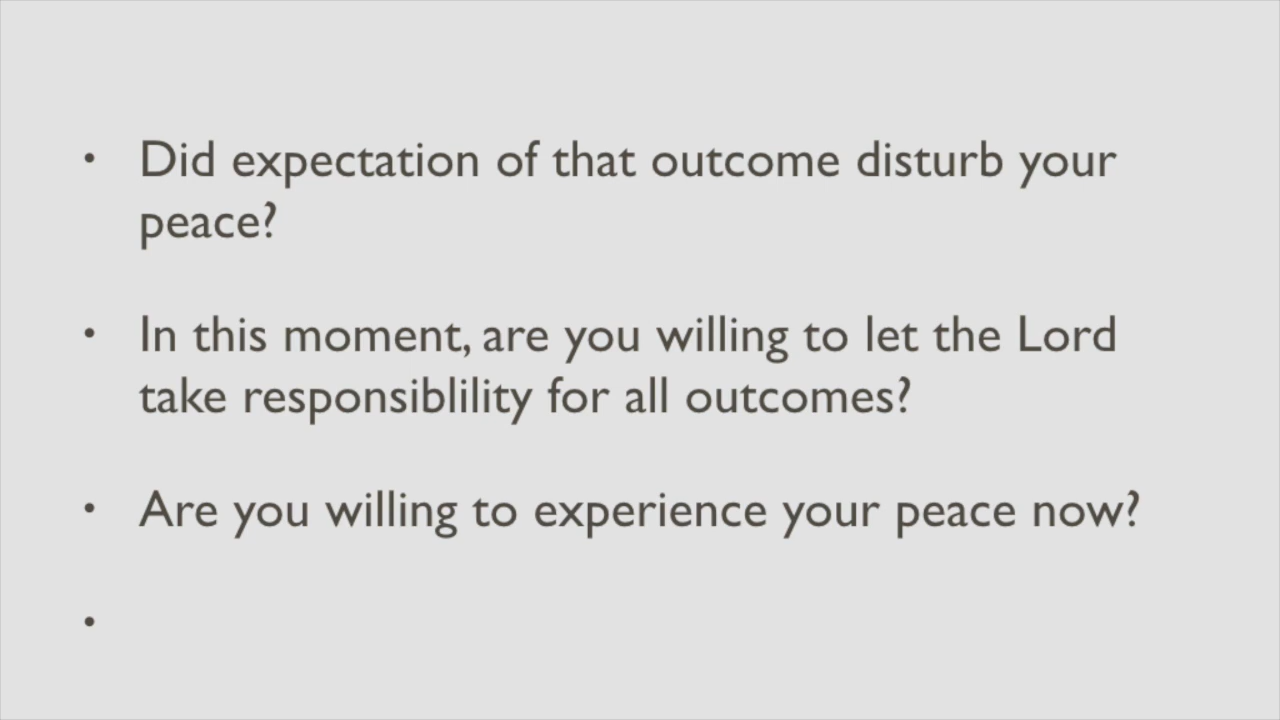 • Did expectation of that outcome disturb your
peace?
• In this moment, are you willing to let the Lord
take responsiblility for all outcomes?
• Are you willing to experience your peace now?
•